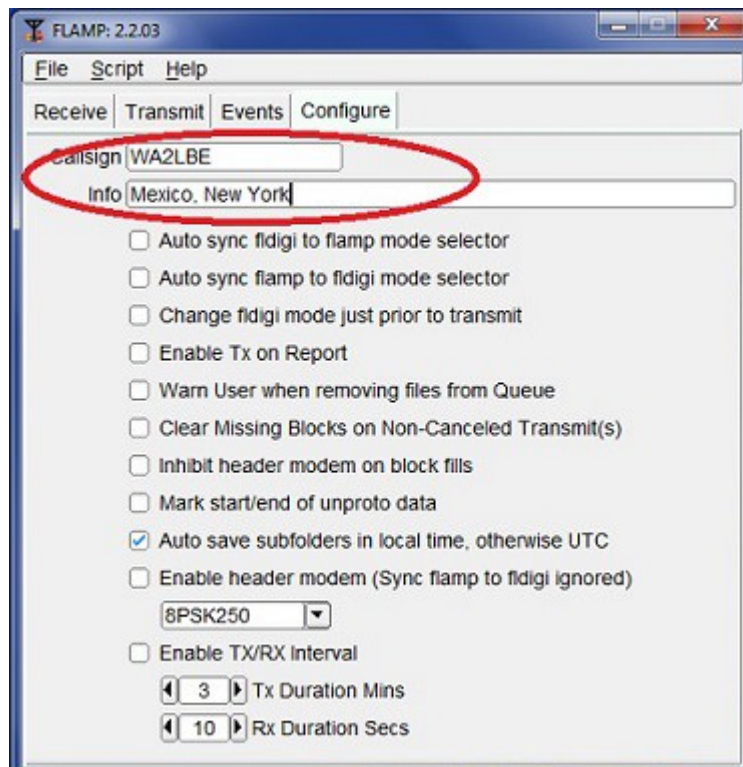 FLAMP: 2.2.03
File Script Help
Receive Transmit Events Configure
Callsign WA2LBE
Info Mexico, New York
Auto sync fldigi to flamp mode selector
Auto sync flamp to fldigi mode selector
Change fldigi mode just prior to transmit
Enable Tx on Report
Warn User when removing files from Queue
Clear Missing Blocks on Non-Canceled Transmit(s)
Inhibit header modem on block fills
Mark start/end of unproto data
Auto save subfolders in local time, otherwise UTC
Enable header modem (Sync flamp to fldigi ignored)
8PSK250
Enable TX/RX Interval
3 Tx Duration Mins
10 Rx Duration Secs